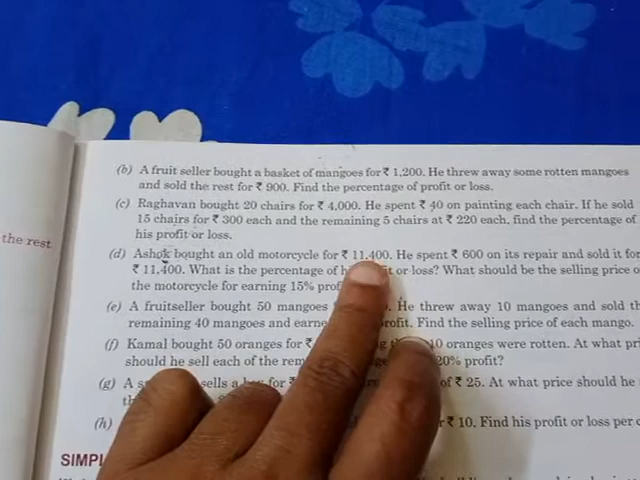 (b) A fruit seller bought a basket of mangoes for ₹ 1,200. He threw away some rotten mangoes
and sold the rest for ₹ 900. Find the percentage of profit or loss.
(c) Raghavan bought 20 chairs for ₹ 4,000. He spent ₹ 40 on painting each chair. If he sold
15 chairs for ₹ 300 each and the remaining 5 chairs at ₹ 220 each, find the percentage of
his profit or loss.
the rest
(d) Ashok bought an old motorcycle for ₹ 11,400. He spent ₹ 600 on its repair and sold it for
₹ 11,400. What is the percentage of or loss? What should be the selling price o
the motorcycle for earning 15%
(e) A fruitseller bought 50 mangoes He threw away 10 mangoes and sold th
remaining 40 mangoes and Find the selling price of each mango.
(f) Kamal bought 50 oranges for 10 oranges were rotten. At what pri
should he sell each of the 20% profit?
(g) A sells a for of ₹ 25. At what price should he
(h) ₹ 10. Find his profit or loss per
SIMPL